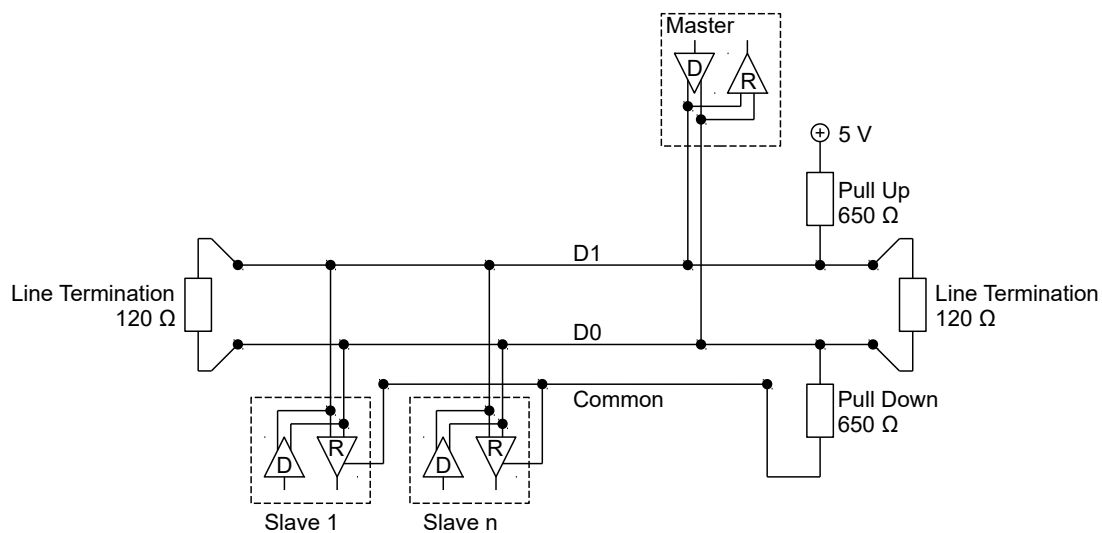 Master
D
R
5 V
Pull Up
650 Ω
D1
Line Termination
120 Ω
Line Termination
120 Ω
D0
Common
Pull Down
650 Ω
D
R
D
R
Slave 1
Slave n